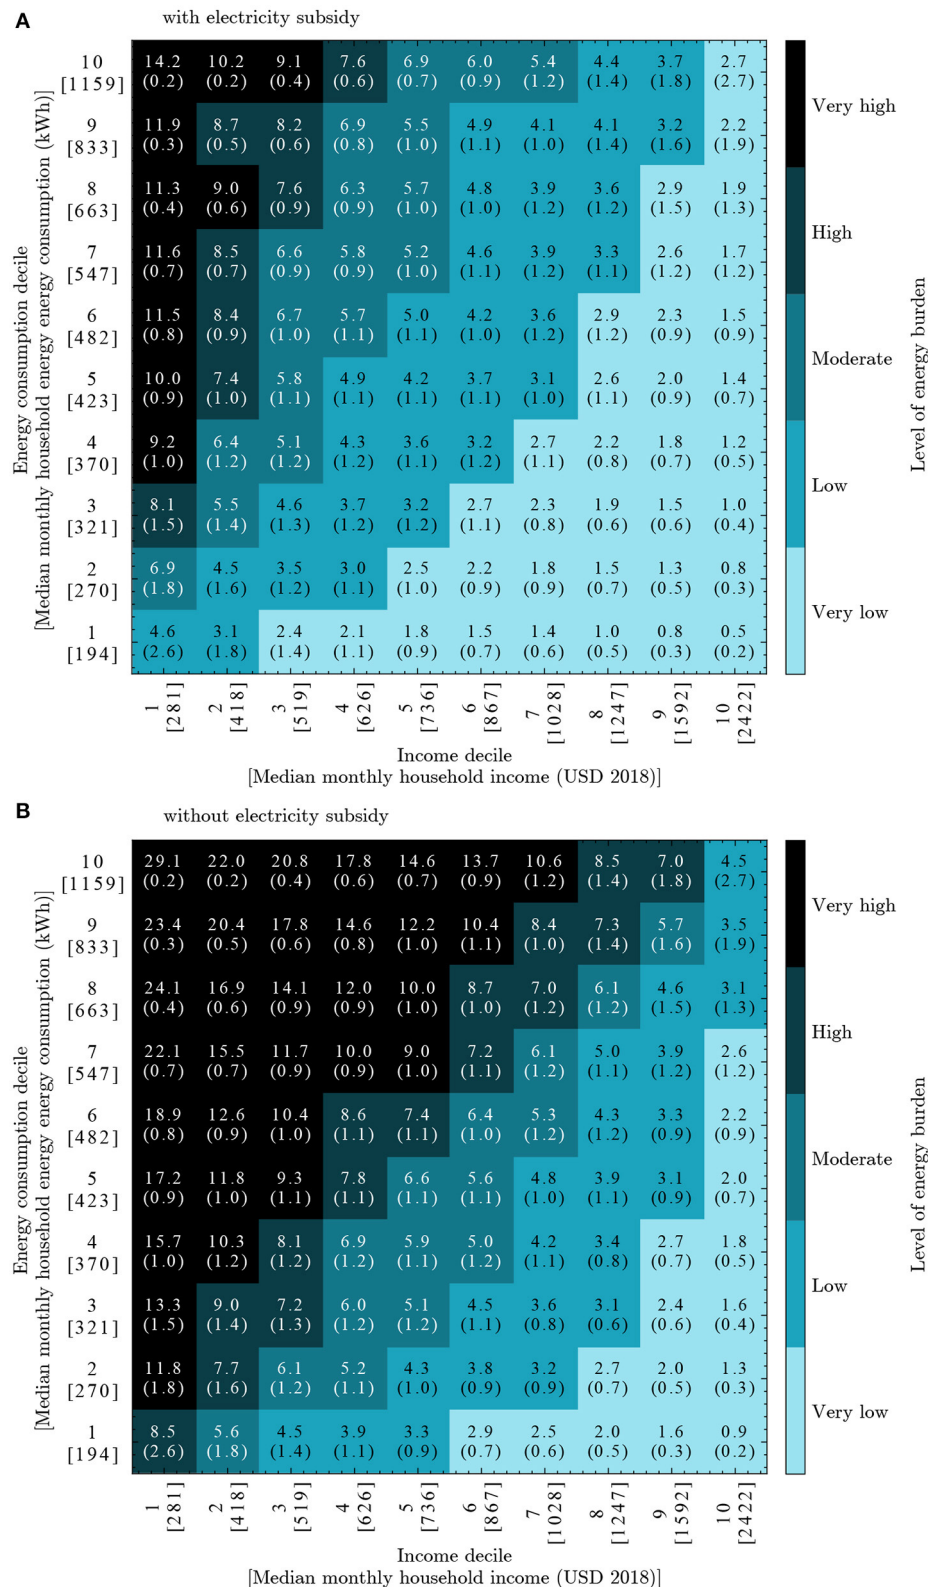 A
with electricity subsidy
10 14.2 10.2 9.1 7.6 6.9 6.0 5.4 4.4 3.7 2.7
[1159] (0.2) (0.2) (0.4) (0.6) (0.7) (0.9) (1.2) (1.4) (1.8) (2.7)
9 11.9 8.7 8.2 6.9 5.5 4.9 4.1 4.1 3.2 2.2
[833] (0.3) (0.5) (0.6) (0.8) (1.0) (1.1) (1.0) (1.4) (1.6) (1.9)
8 11.3 9.0 7.6 6.3 5.7 4.8 3.9 3.6 2.9 1.9
[663] (0.4) (0.6) (0.9) (0.9) (1.0) (1.0) (1.2) (1.2) (1.5) (1.3)
7 11.6 8.5 6.6 5.8 5.2 4.6 3.9 3.3 2.6 1.7
[547] (0.7) (0.7) (0.9) (0.9) (1.0) (1.1) (1.2) (1.1) (1.2) (1.2)
6 11.5 8.4 6.7 5.7 5.0 4.2 3.6 2.9 2.3 1.5
[482] (0.8) (0.9) (1.0) (1.1) (1.1) (1.0) (1.2) (1.2) (0.9) (0.9)
5 10.0 7.4 5.8 4.9 4.2 3.7 3.1 2.6 2.0 1.4
[423] (0.9) (1.0) (1.1) (1.1) (1.1) (1.1) (1.0) (1.1) (0.9) (0.7)
4 9.2 6.4 5.1 4.3 3.6 3.2 2.7 2.2 1.8 1.2
[370] (1.0) (1.2) (1.2) (1.2) (1.1) (1.2) (1.1) (0.8) (0.7) (0.5)
3 8.1 5.5 4.6 3.7 3.2 2.7 2.3 1.9 1.5 1.0
[321] (1.5) (1.4) (1.3) (1.2) (1.2) (1.1) (0.8) (0.6) (0.6) (0.4)
2 6.9 4.5 3.5 3.0 2.5 2.2 1.8 1.5 1.3 0.8
[270] (1.8) (1.6) (1.2) (1.1) (1.0) (0.9) (0.9) (0.7) (0.5) (0.3)
1 4.6 3.1 2.4 2.1 1.8 1.5 1.4 1.0 0.8 0.5
[194] (2.6) (1.8) (1.4) (1.1) (0.9) (0.7) (0.6) (0.5) (0.3) (0.2)
Energy consumption decile
[Median monthly household energy energy consumption (kWh)]
1 2 3 4 5 6 7 8 9 10
[281] [418] [519] [626] [736] [867] [1028] [1247] [1592] [2422]
Income decile
[Median monthly household income (USD 2018)]
Very high
High
Moderate
Low
Very low
Level of energy burden
B
without electricity subsidy
10 29.1 22.0 20.8 17.8 14.6 13.7 10.6 8.5 7.0 4.5
[1159] (0.2) (0.2) (0.4) (0.6) (0.7) (0.9) (1.2) (1.4) (1.8) (2.7)
9 23.4 20.4 17.8 14.6 12.2 10.4 8.4 7.3 5.7 3.5
[833] (0.3) (0.5) (0.6) (0.8) (1.0) (1.1) (1.0) (1.4) (1.6) (1.9)
8 24.1 16.9 14.1 12.0 10.0 8.7 7.0 6.1 4.6 3.1
[663] (0.4) (0.6) (0.9) (0.9) (1.0) (1.0) (1.2) (1.2) (1.5) (1.3)
7 22.1 15.5 11.7 10.0 9.0 7.2 6.1 5.0 3.9 2.6
[547] (0.7) (0.7) (0.9) (0.9) (1.0) (1.1) (1.2) (1.1) (1.2) (1.2)
6 18.9 12.6 10.4 8.6 7.4 6.4 5.3 4.3 3.3 2.2
[482] (0.8) (0.9) (1.0) (1.1) (1.1) (1.0) (1.2) (1.2) (0.9) (0.9)
5 17.2 11.8 9.3 7.8 6.6 5.6 4.8 3.9 3.1 2.0
[423] (0.9) (1.0) (1.1) (1.1) (1.1) (1.1) (1.0) (1.1) (0.9) (0.7)
4 15.7 10.3 8.1 6.9 5.9 5.0 4.2 3.4 2.7 1.8
[370] (1.0) (1.2) (1.2) (1.2) (1.1) (1.2) (1.1) (0.8) (0.7) (0.5)
3 13.3 9.0 7.2 6.0 5.1 4.5 3.6 3.1 2.4 1.6
[321] (1.5) (1.4) (1.3) (1.2) (1.2) (1.1) (0.8) (0.6) (0.6) (0.4)
2 11.8 7.7 6.1 5.2 4.3 3.8 3.2 2.7 2.0 1.3
[270] (1.8) (1.6) (1.2) (1.1) (1.0) (0.9) (0.9) (0.7) (0.5) (0.3)
1 8.5 5.6 4.5 3.9 3.3 2.9 2.5 2.0 1.6 0.9
[194] (2.6) (1.8) (1.4) (1.1) (0.9) (0.7) (0.6) (0.5) (0.3) (0.2)
Energy consumption decile
[Median monthly household energy energy consumption (kWh)]
1 2 3 4 5 6 7 8 9 10
[281] [418] [519] [626] [736] [867] [1028] [1247] [1592] [2422]
Income decile
[Median monthly household income (USD 2018)]
Very high
High
Moderate
Low
Very low
Level of energy burden